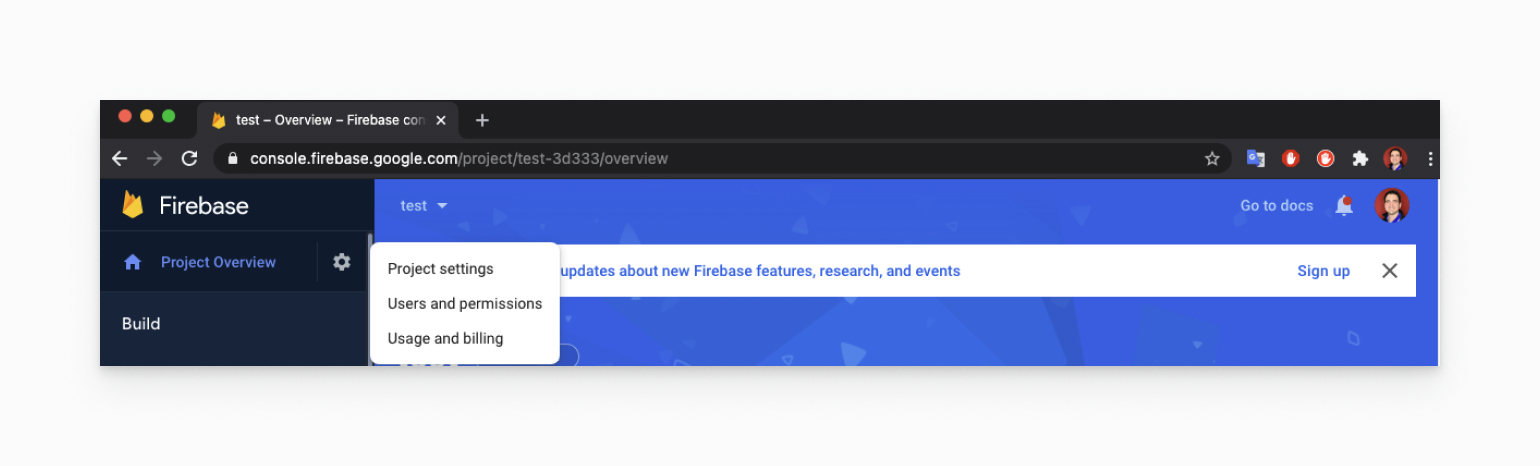 test – Overview – Firebase con
console.firebase.google.com/project/test-3d333/overview
Firebase
test
Go to docs
Project Overview
Project settings
updates about new Firebase features, research, and events
Sign up
Users and permissions
Build
Usage and billing